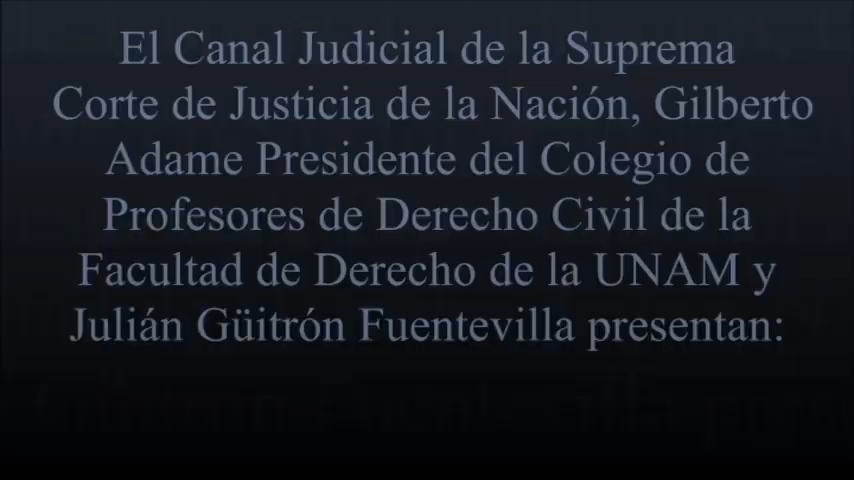 El Canal Judicial de la Suprema
Corte de Justicia de la Nación, Gilberto
Adame Presidente del Colegio de
Profesores de Derecho Civil de la
Facultad de Derecho de la UNAM y
Julián Güitrón Fuentevilla presentan: